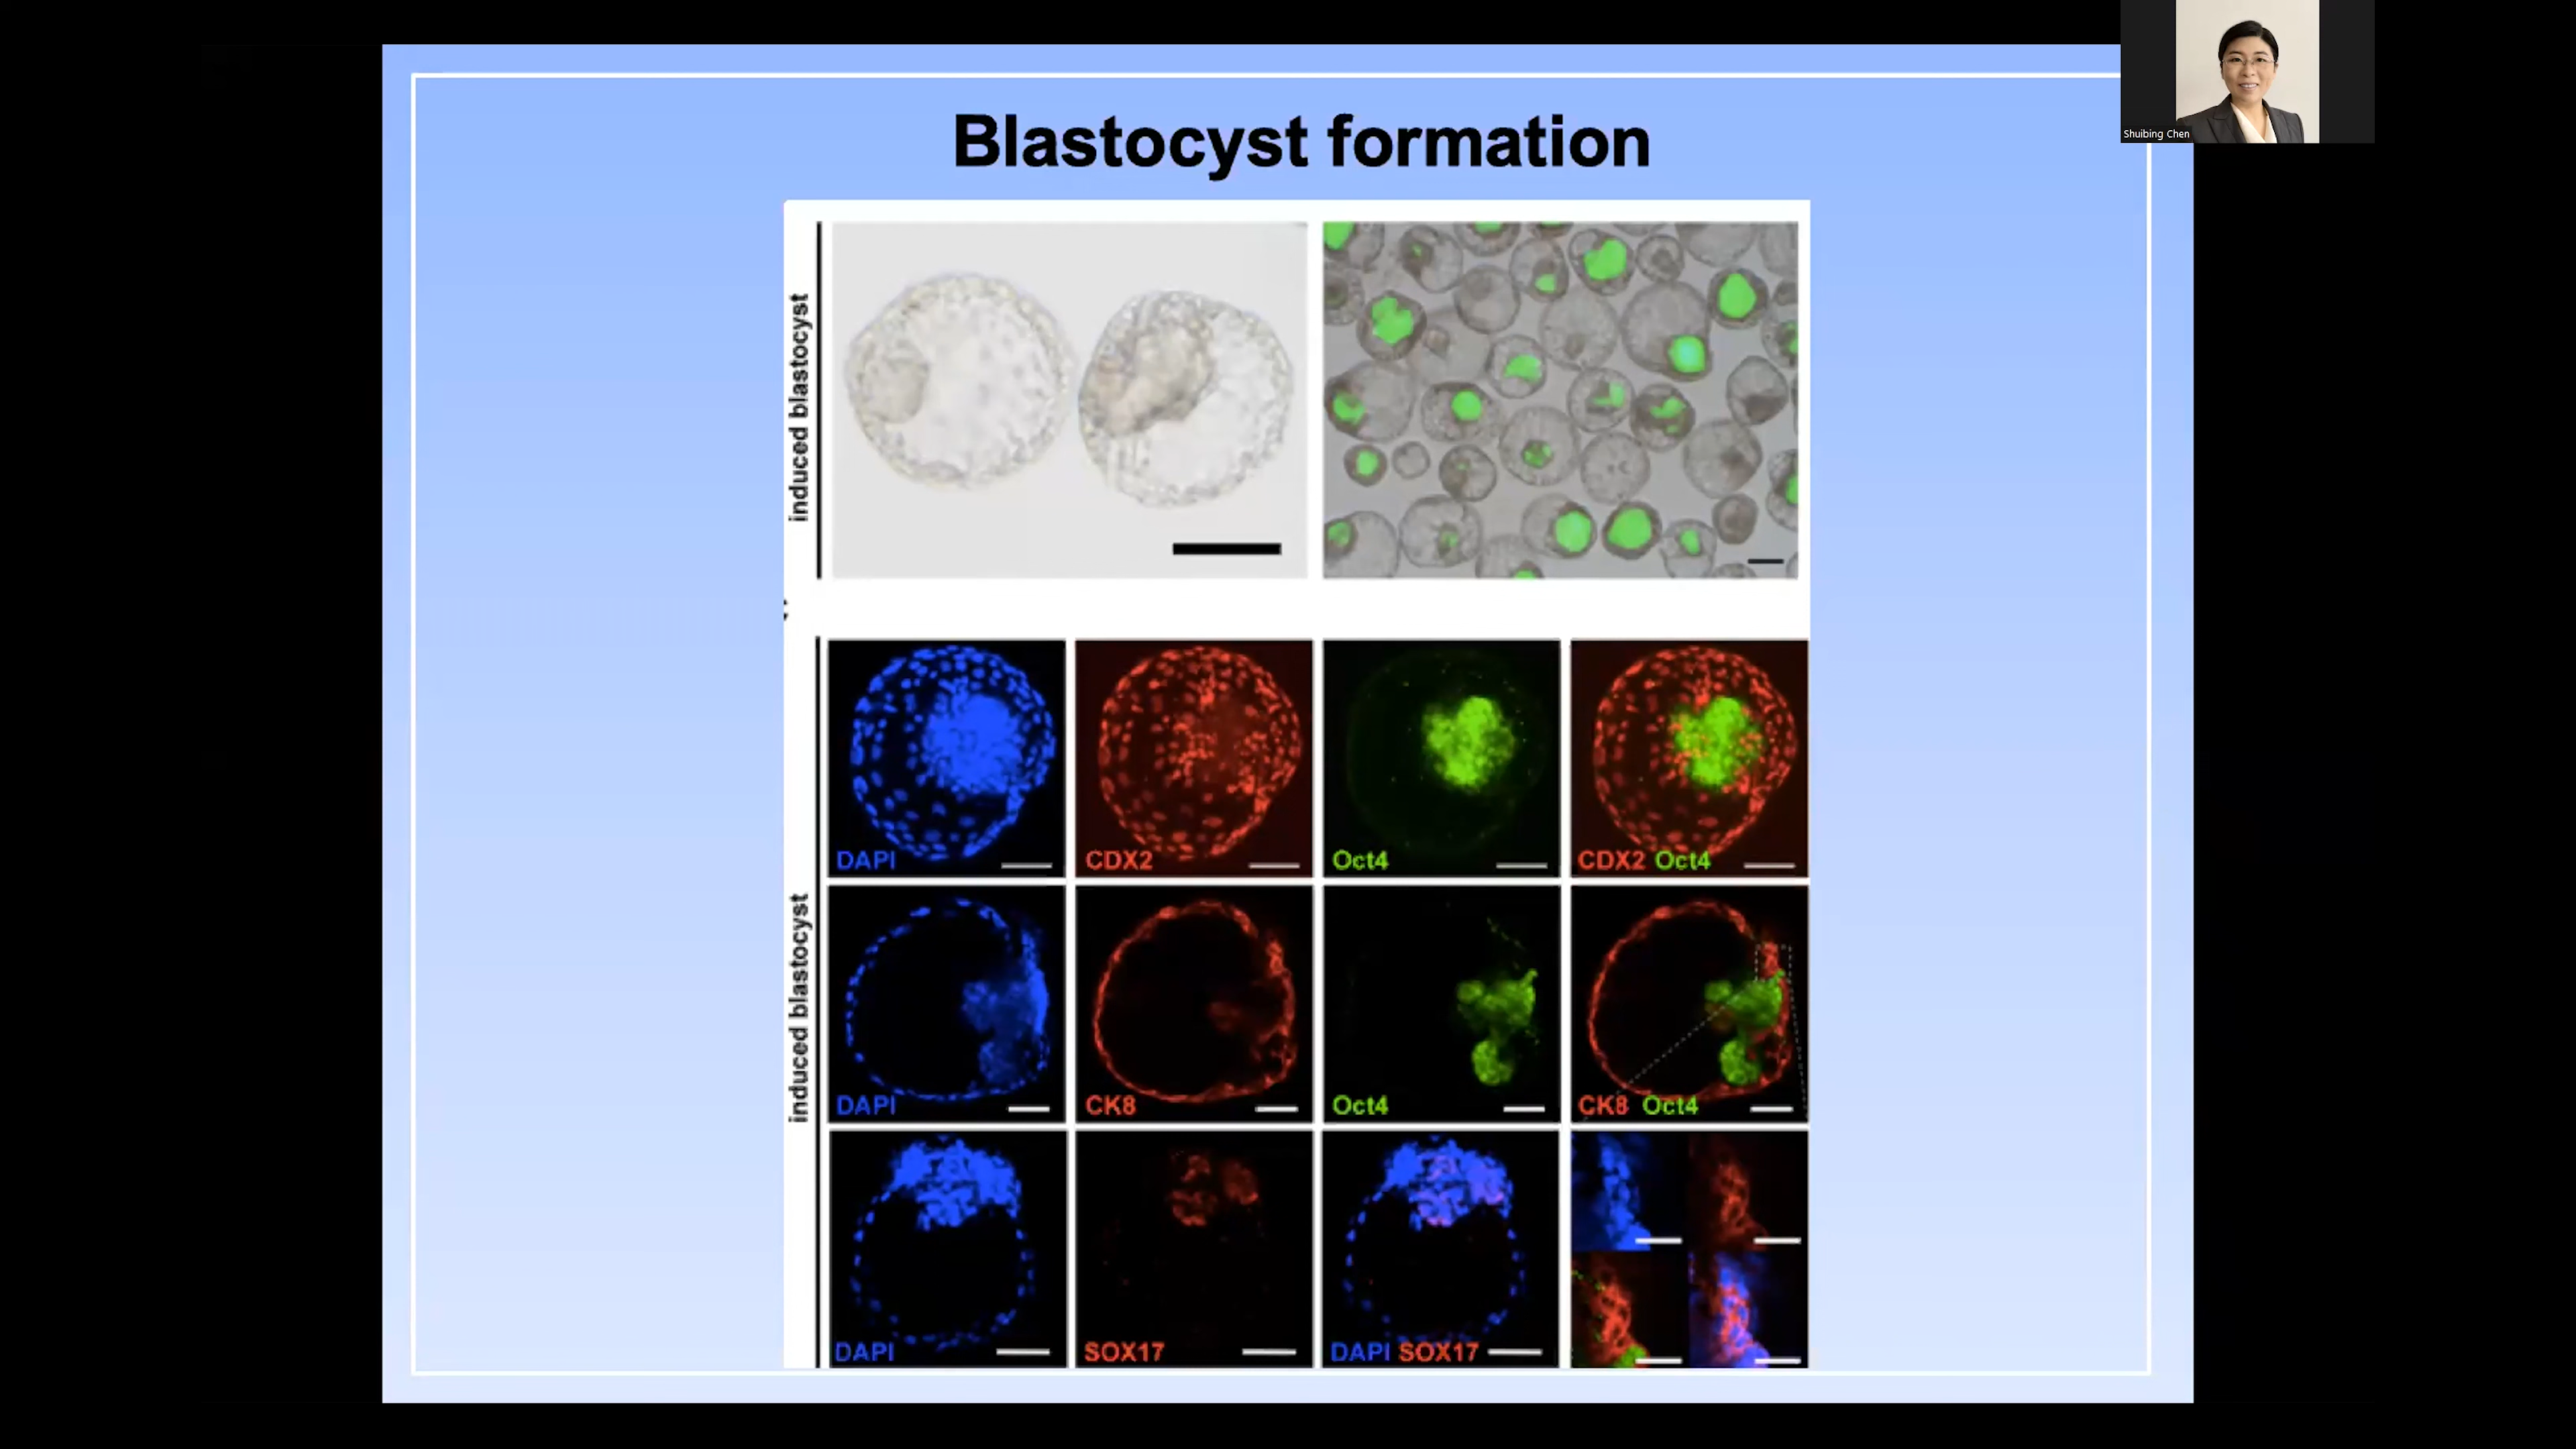 Shuibing Chen
Blastocyst formation
induced blastocyst
induced blastocyst
DAPI
CDX2
Oct4
CDX2 Oct4
DAPI
CK8
Oct4
CK8 Oct4
DAPI
SOX17
DAPI SOX17